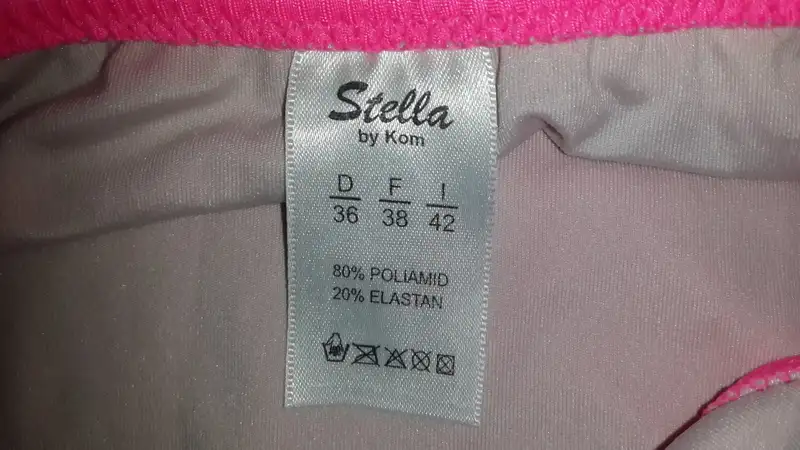 Stella
by Kom
D F I
36 38 42
80% POLIAMID
20% ELASTAN